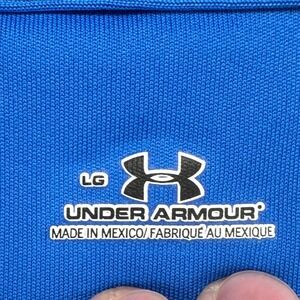 LG
UNDER ARMOUR
MADE IN MEXICO/FABRIQUÉ AU MEXIQUE